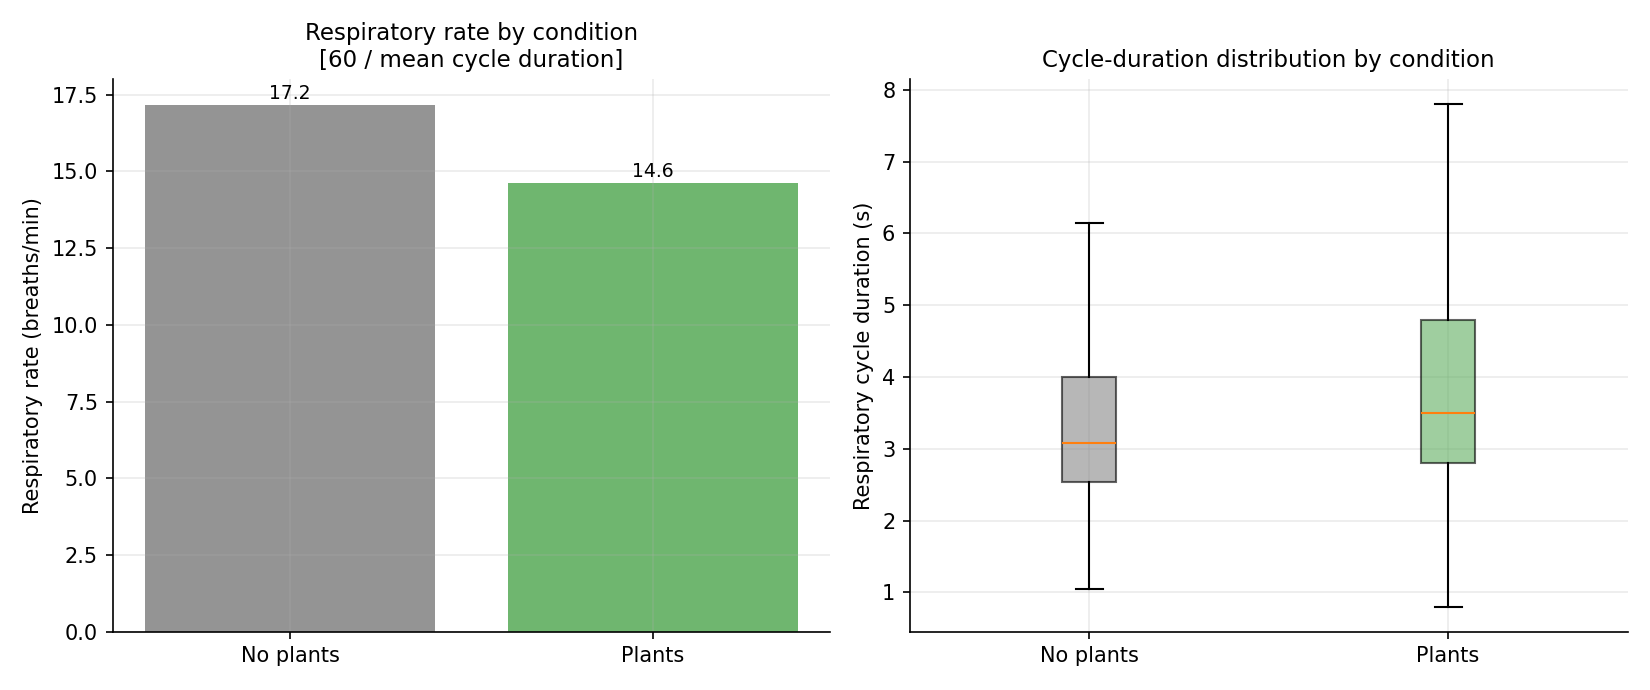 Respiratory rate by condition
[60 / mean cycle duration]
Respiratory rate (breaths/min)
17.5
15.0
12.5
10.0
7.5
5.0
2.5
0.0
17.2
14.6
No plants
Plants
Cycle-duration distribution by condition
Respiratory cycle duration (s)
8
7
6
5
4
3
2
1
No plants
Plants